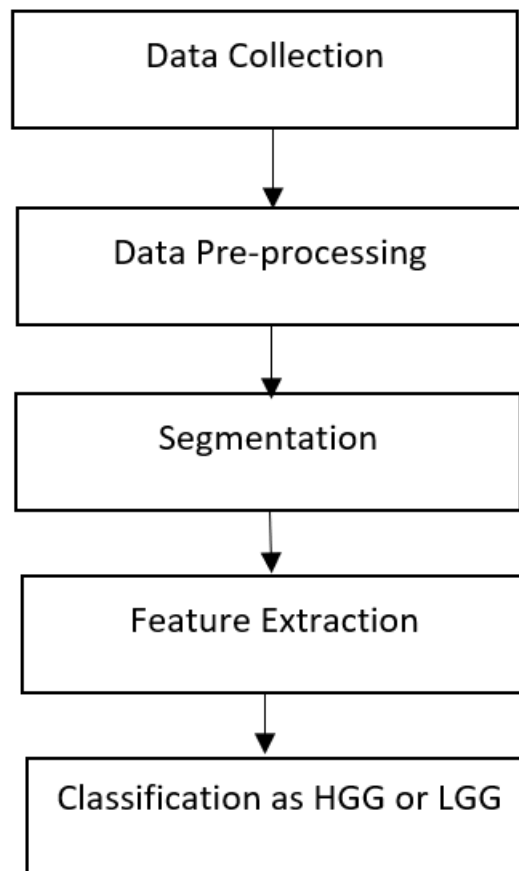 Data Collection
Data Pre-processing
Segmentation
Feature Extraction
Classification as HGG or LGG